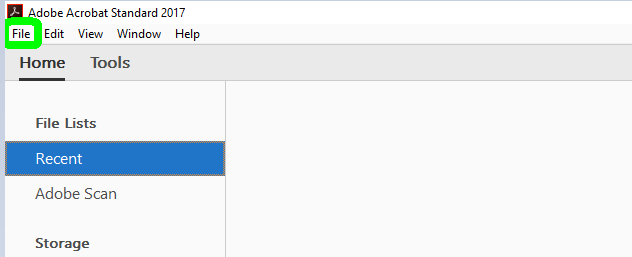 Adobe Acrobat Standard 2017
File Edit View Window Help
Home Tools
File Lists
Recent
Adobe Scan
Storage